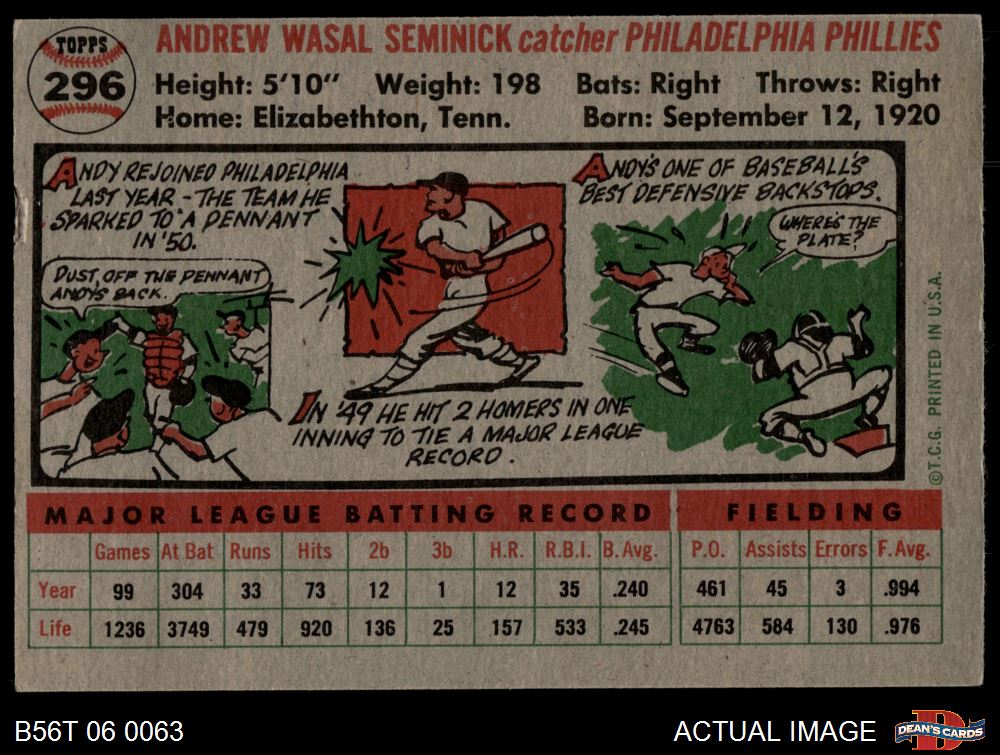 TOPPS
296
ANDREW WASAL SEMINICK catcher PHILADELPHIA PHILLIES
Height: 5'10" Weight: 198 Bats: Right Throws: Right
Home: Elizabethton, Tenn. Born: September 12, 1920
ANDY REJOINED PHILADELPHIA
LAST YEAR - THE TEAM HE
SPARKED TO A PENNANT
IN '50.
DUST OFF THE PENNANT
ANDY'S BACK.
IN '49 HE HIT 2 HOMERS IN ONE
INNING TO TIE A MAJOR LEAGUE
RECORD.
ANDY'S ONE OF BASEBALL'S
BEST DEFENSIVE BACKSTOPS.
WHERE'S THE
PLATE?
©T.C.G. PRINTED IN U.S.A.
MAJOR LEAGUE BATTING RECORD FIELDING
Games At Bat Runs Hits 2b 3b H.R. R.B.I. B. Avg. P.O. Assists Errors F. Avg.
Year 99 304 33 73 12 1 12 35 .240 461 45 3 .994
Life 1236 3749 479 920 136 25 157 533 .245 4763 584 130 .976
B56T 06 0063 ACTUAL IMAGE
DEAN'S CARDS